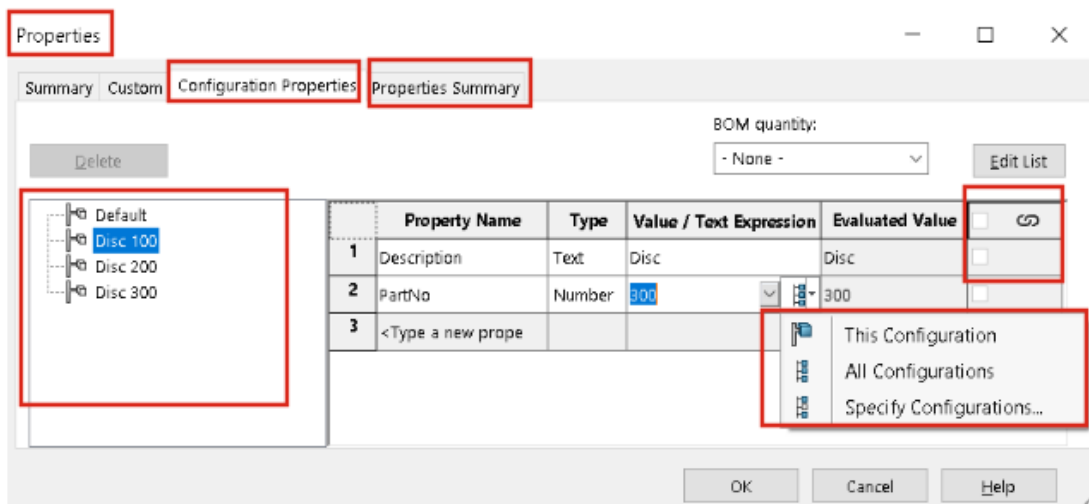 Properties
Summary Custom Configuration Properties Properties Summary
BOM quantity:
Delete - None - Edit List
Default
Disc 100
Disc 200
Disc 300
Property Name Type Value / Text Expression Evaluated Value
1 Description Text Disc Disc
2 PartNo Number 300 300
3 <Type a new prope
This Configuration
All Configurations
Specify Configurations...
OK Cancel Help